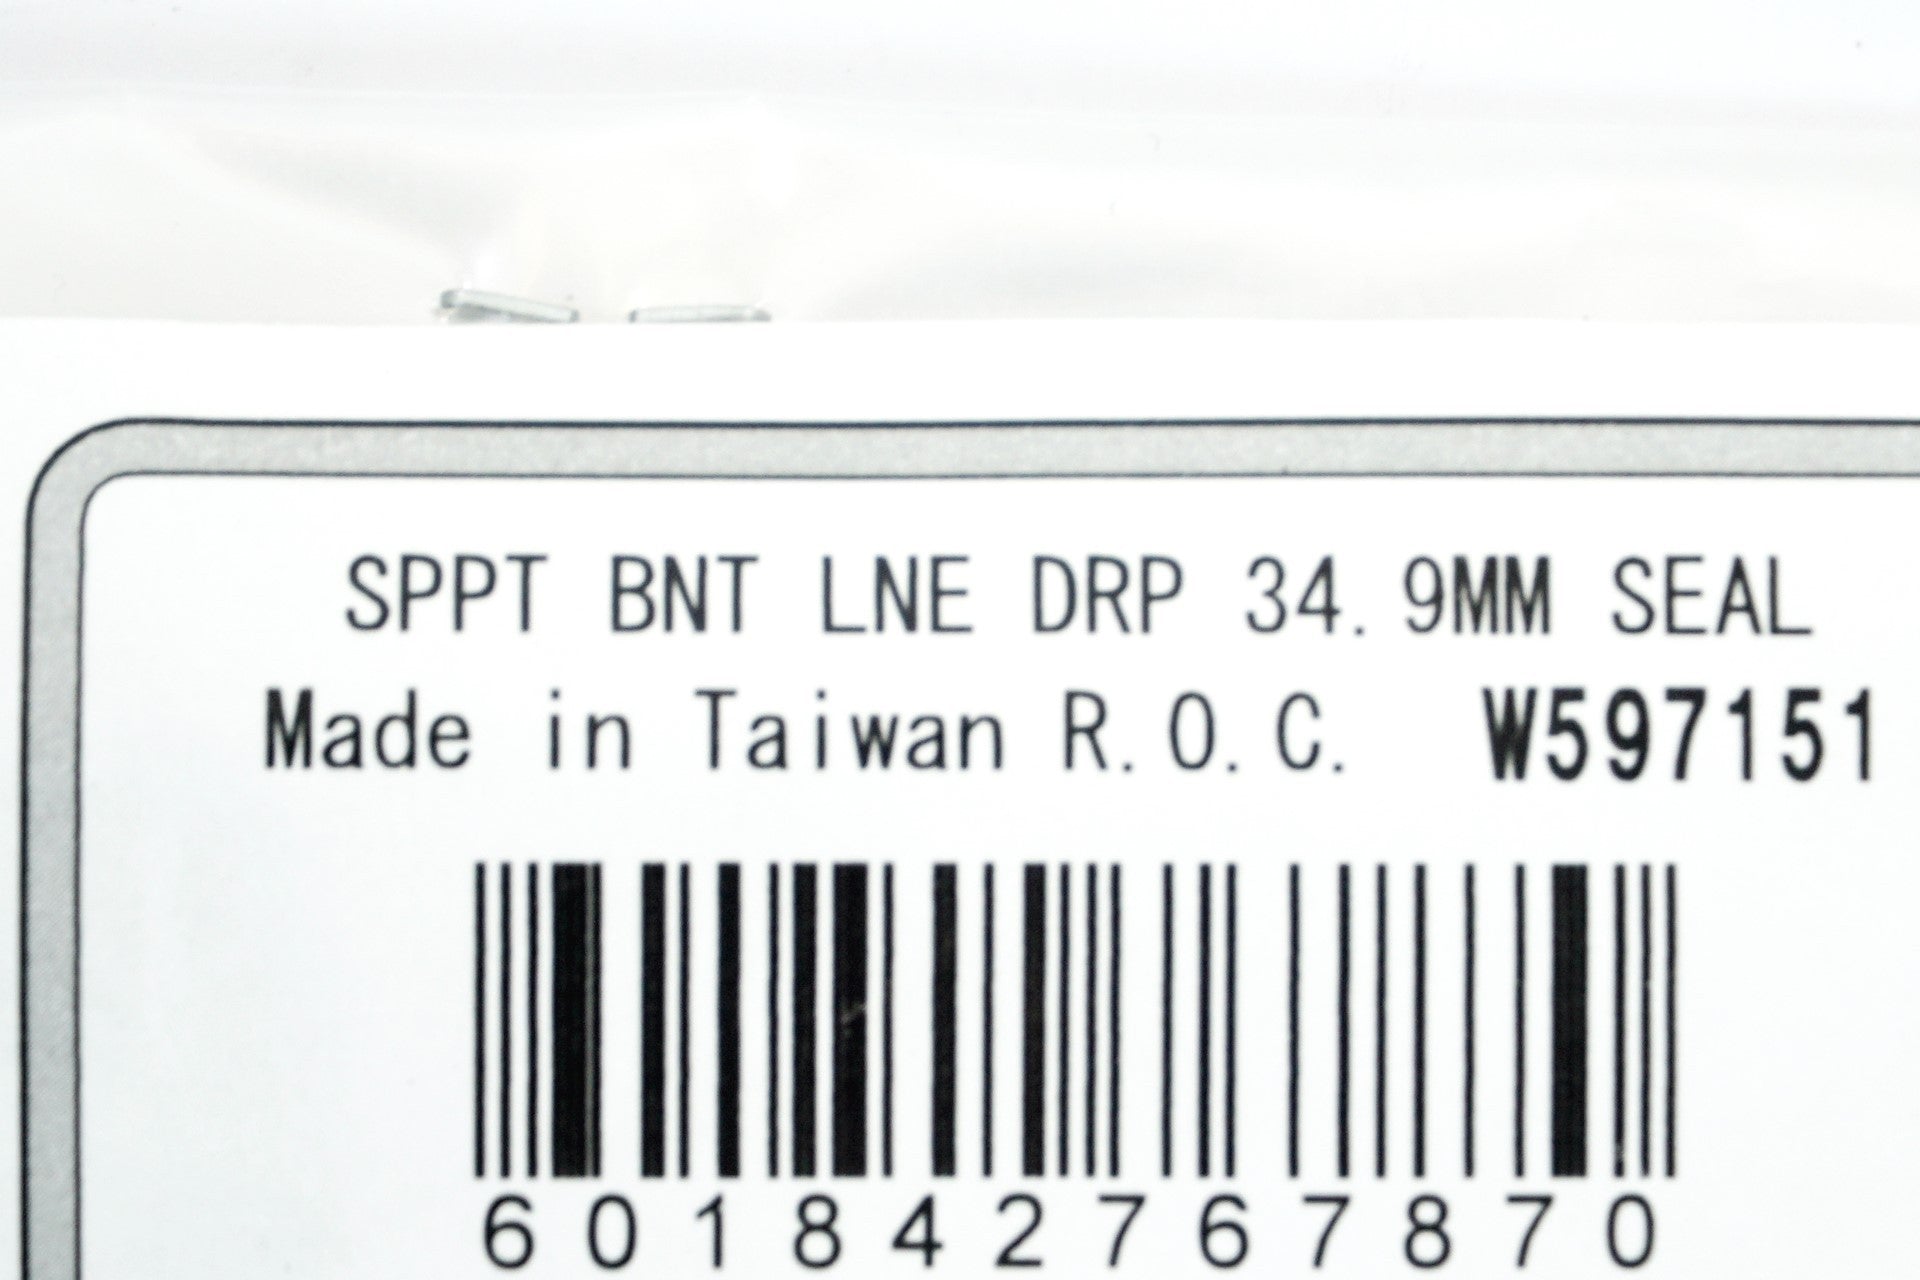 SPPT BNT LNE DRP 34.9MM SEAL
Made in Taiwan R.O.C. W597151
601842767870